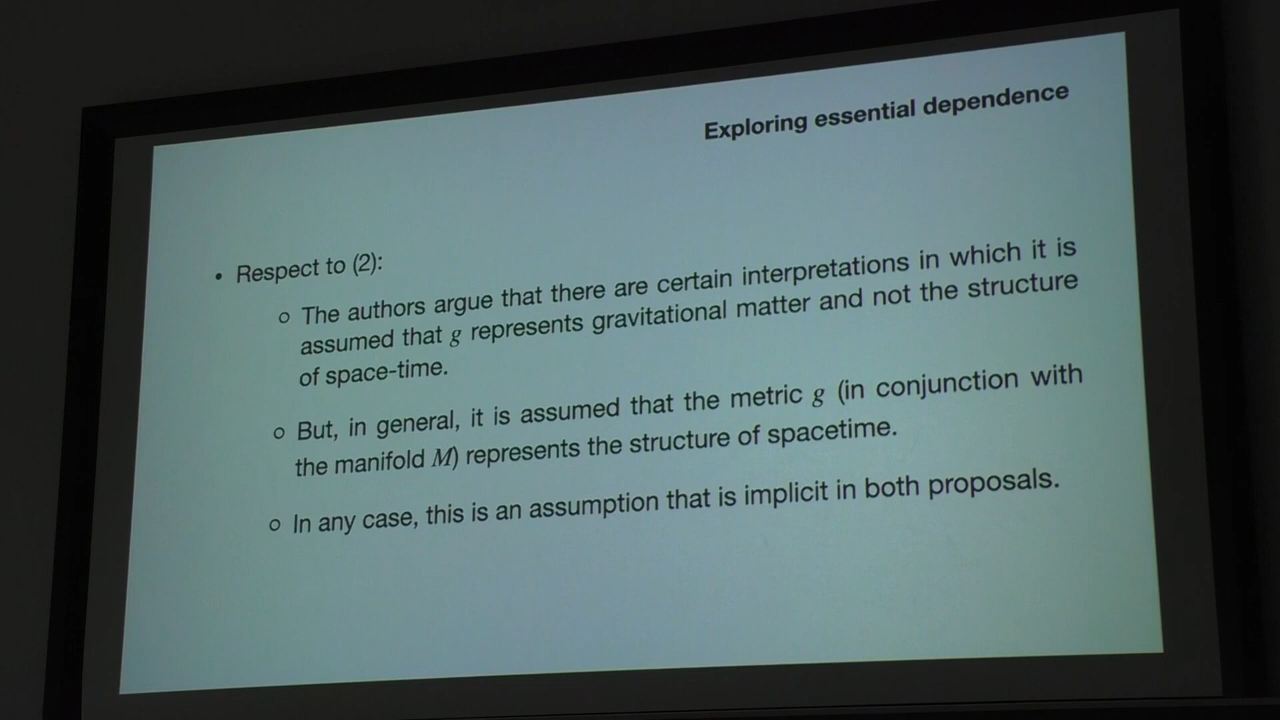 Exploring essential dependence
• Respect to (2):
○ The authors argue that there are certain interpretations in which it is
assumed that g represents gravitational matter and not the structure
of space-time.
○ But, in general, it is assumed that the metric g (in conjunction with
the manifold M) represents the structure of spacetime.
○ In any case, this is an assumption that is implicit in both proposals.